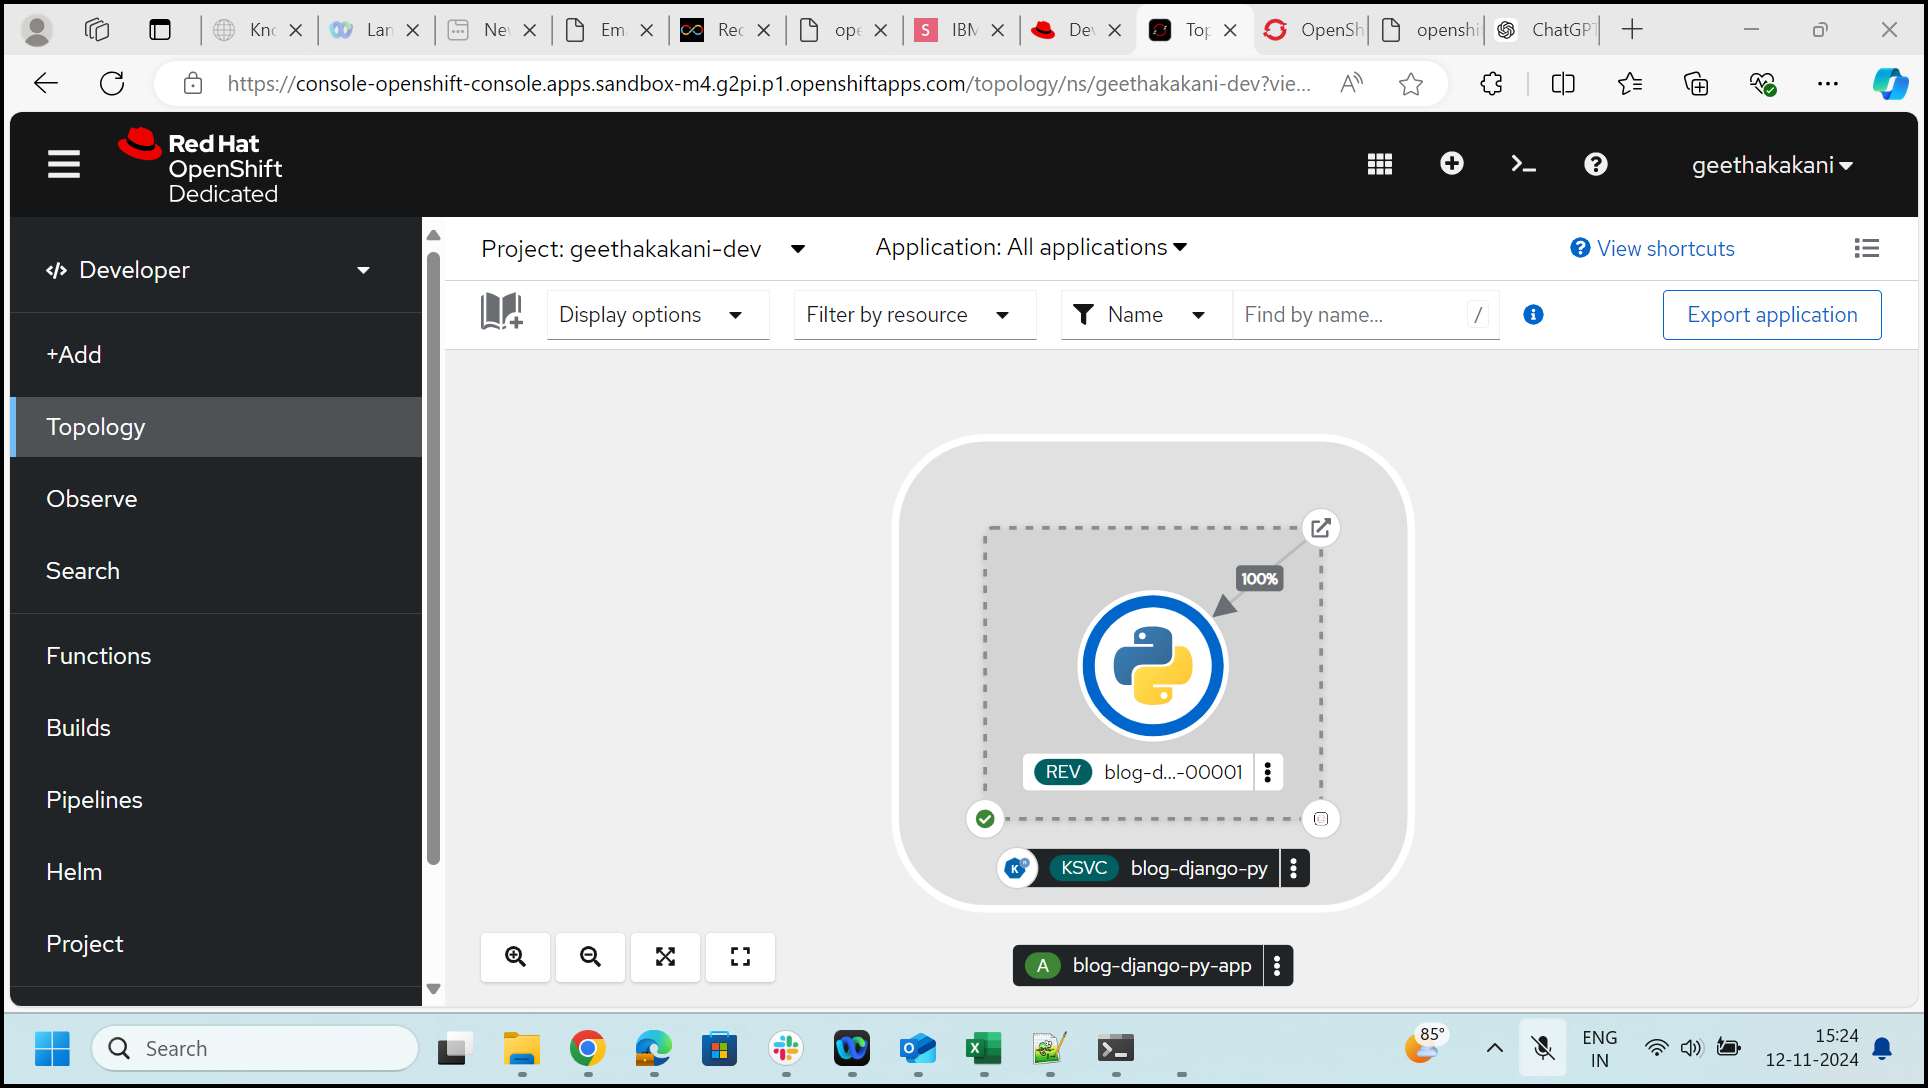 Knc
Lan
Nev
Em
Red
ope
S
IBM
Dev
Top
OpenSh
openshi
ChatGPT
https://console-openshift-console.apps.sandbox-m4.g2pi.p1.openshiftapps.com/topology/ns/geethakakani-dev?vie...
Red Hat
OpenShift
Dedicated
geethakakani
Developer
+Add
Topology
Observe
Search
Functions
Builds
Pipelines
Helm
Project
Project: geethakakani-dev
Application: All applications
View shortcuts
Display options
Filter by resource
Name
Find by name...
/
Export application
100%
REV
blog-d...-00001
K
KSVC
blog-django-py
A
blog-django-py-app
Search
85°
ENG
IN
15:24
12-11-2024